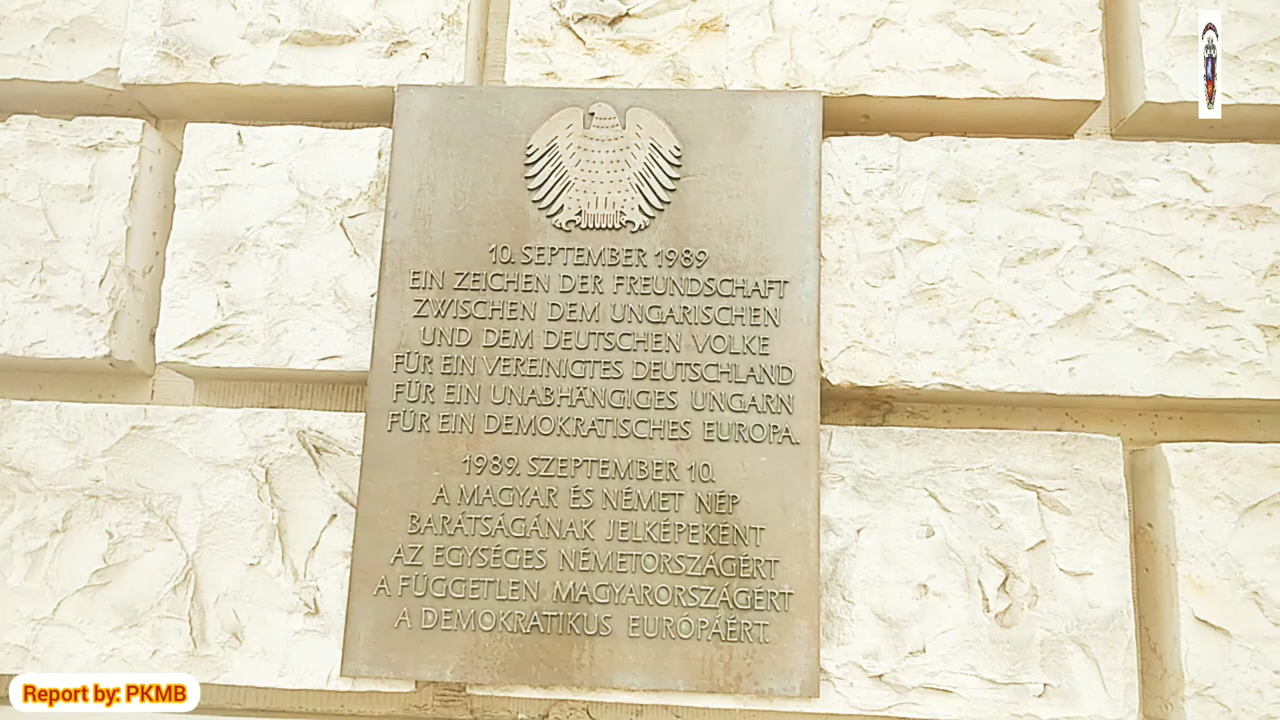 10. SEPTEMBER 1989
EIN ZEICHEN DER FREUNDSCHAFT
ZWISCHEN DEM UNGARISCHEN
UND DEM DEUTSCHEN VOLKE
FÜR EIN VEREINIGTES DEUTSCHLAND
FÜR EIN UNABHÄNGIGES UNGARN
FÜR EIN DEMOKRATISCHES EUROPA.
1989. SZEPTEMBER 10.
A MAGYAR ÉS NÉMET NÉP
BARÁTSÁGÁNAK JELKÉPEKÉNT
AZ EGYSÉGES NÉMETORSZÁGÉRT
A FÜGGETLEN MAGYARORSZÁGÉRT
A DEMOKRATIKUS EURÓPÁÉRT.
Report by: PKMB